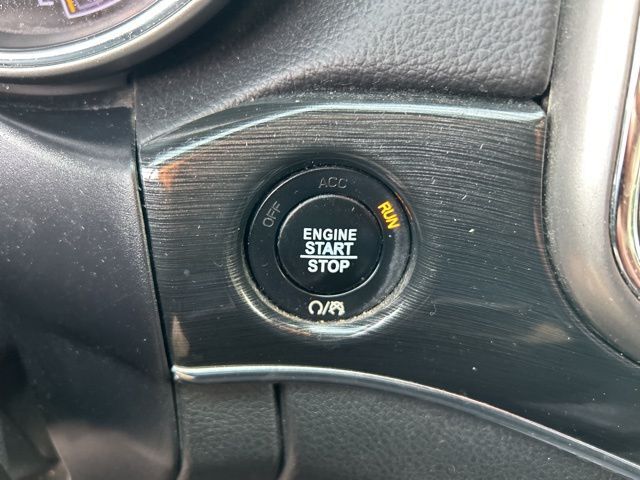 ACC
OFF
RUN
ENGINE
START
STOP